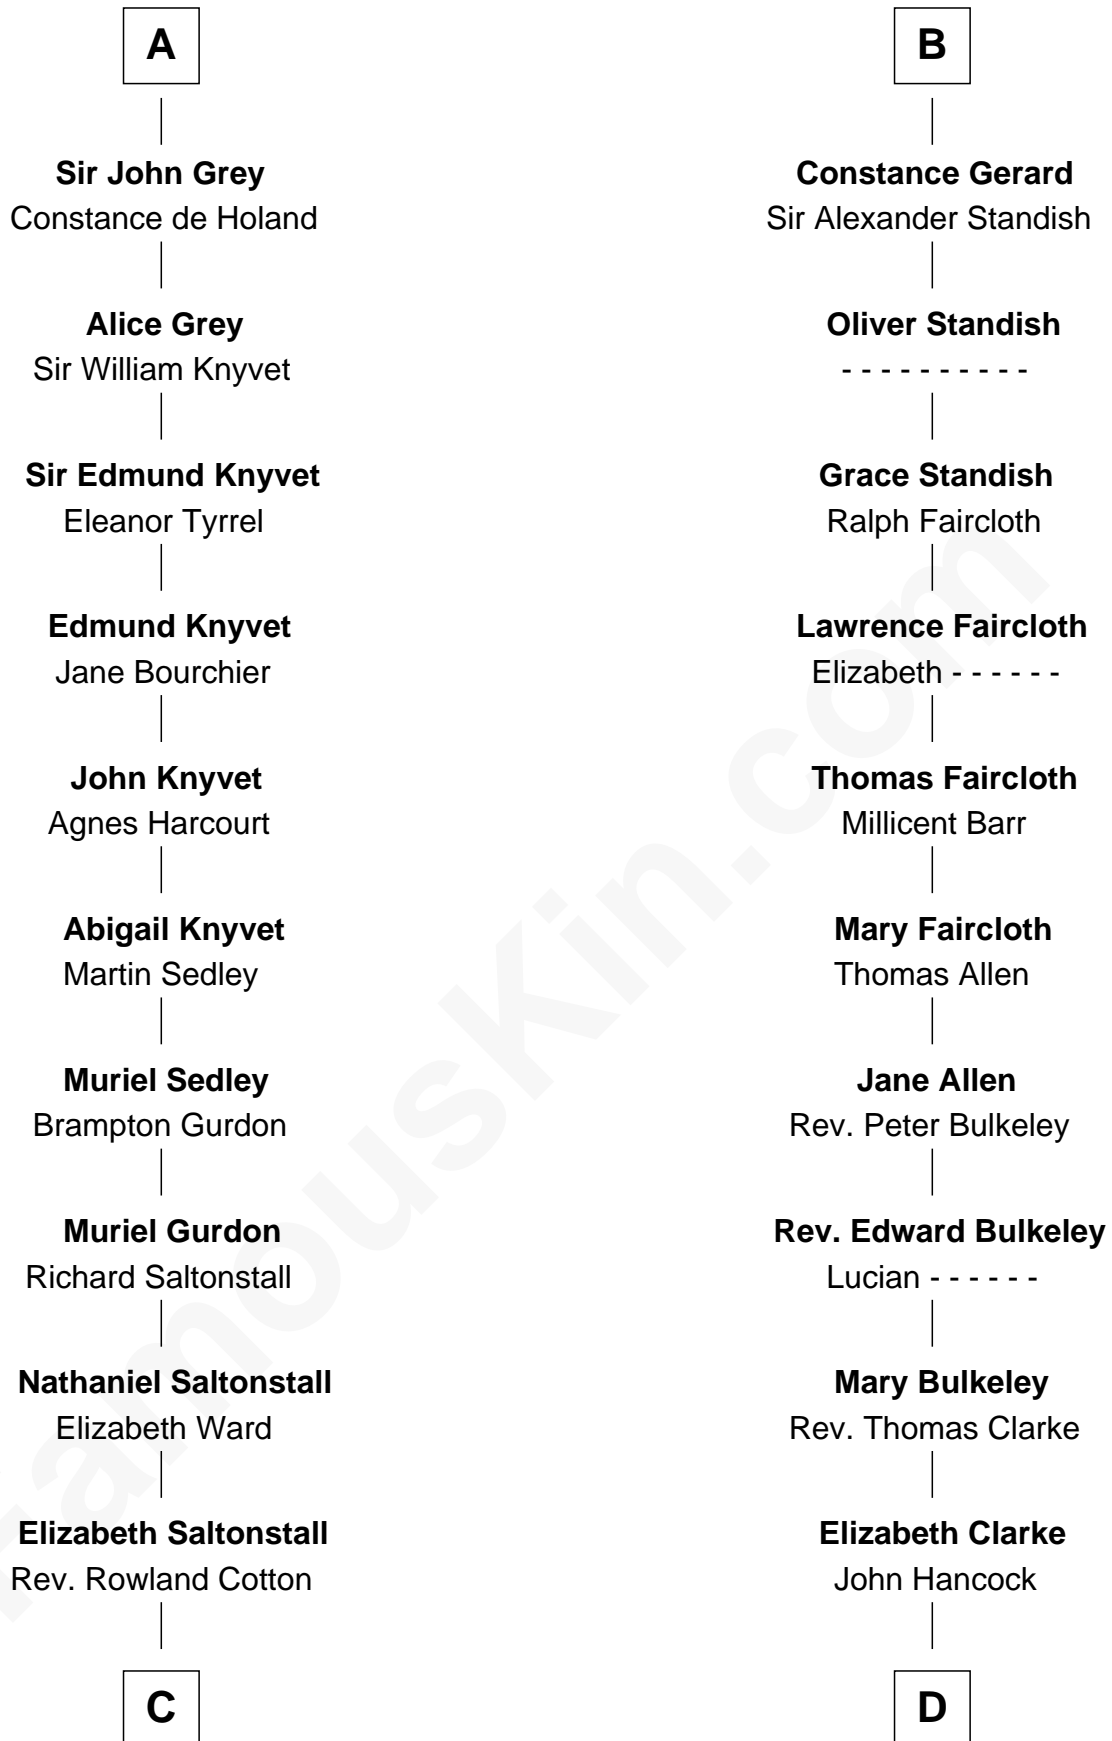 A
Sir John Grey
Constance de Holand
Alice Grey
Sir William Knyvet
Sir Edmund Knyvet
Eleanor Tyrrel
Edmund Knyvet
Jane Bourchier
John Knyvet
Agnes Harcourt
Abigail Knyvet
Martin Sedley
Muriel Sedley
Brampton Gurdon
Muriel Gurdon
Richard Saltonstall
Nathaniel Saltonstall
Elizabeth Ward
Elizabeth Saltonstall
Rev. Rowland Cotton
C
B
Constance Gerard
Sir Alexander Standish
Oliver Standish
- - - - - - - - - -
Grace Standish
Ralph Faircloth
Lawrence Faircloth
Elizabeth - - - - - -
Thomas Faircloth
Millicent Barr
Mary Faircloth
Thomas Allen
Jane Allen
Rev. Peter Bulkeley
Rev. Edward Bulkeley
Lucian - - - - - -
Mary Bulkeley
Rev. Thomas Clarke
Elizabeth Clarke
John Hancock
D
FamousKin.com